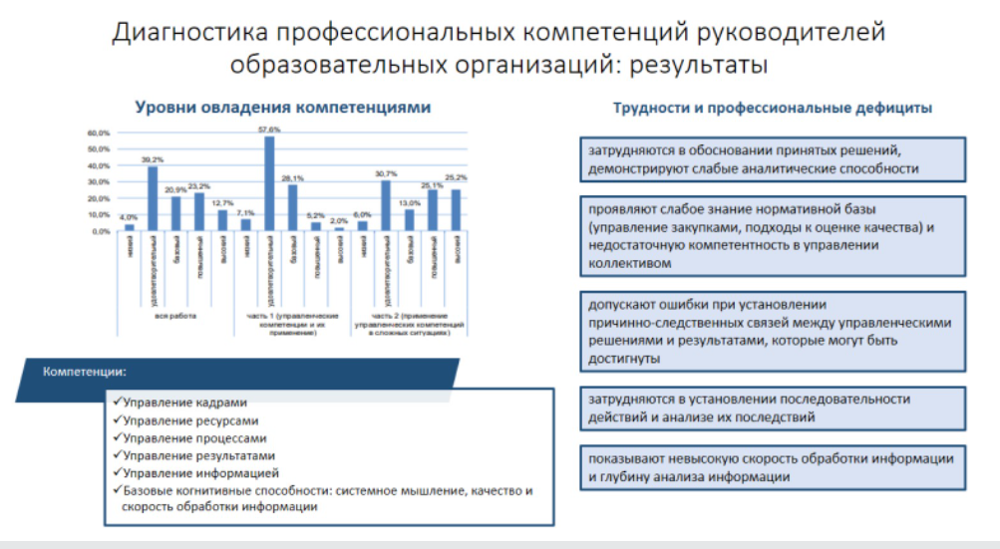 Диагностика профессиональных компетенций руководителей
образовательных организаций: результаты
Уровни овладения компетенциями
60,0%
50,0%
40,0%
30,0%
20,0%
10,0%
0,0%
4,0%
39,2%
20,9%
23,2%
12,7%
7,1%
57,6%
28,1%
5,2%
2,0%
6,0%
30,7%
13,0%
25,1%
25,2%
низкий
удовлетворительный
базовый
повышенный
высокий
низкий
удовлетворительный
базовый
повышенный
высокий
низкий
удовлетворительный
базовый
повышенный
высокий
вся работа
часть 1 (управленческие
компетенции и их
применение)
часть 2 (применение
управленческих компетенций
в сложных ситуациях)
Компетенции:
✓Управление кадрами
✓Управление ресурсами
✓Управление процессами
✓Управление результатами
✓Управление информацией
✓Базовые когнитивные способности: системное мышление, качество и
скорость обработки информации
Трудности и профессиональные дефициты
затрудняются в обосновании принятых решений,
демонстрируют слабые аналитические способности
проявляют слабое знание нормативной базы
(управление закупками, подходы к оценке качества) и
недостаточную компетентность в управлении
коллективом
допускают ошибки при установлении
причинно-следственных связей между управленческими
решениями и результатами, которые могут быть
достигнуты
затрудняются в установлении последовательности
действий и анализе их последствий
показывают невысокую скорость обработки информации
и глубину анализа информации